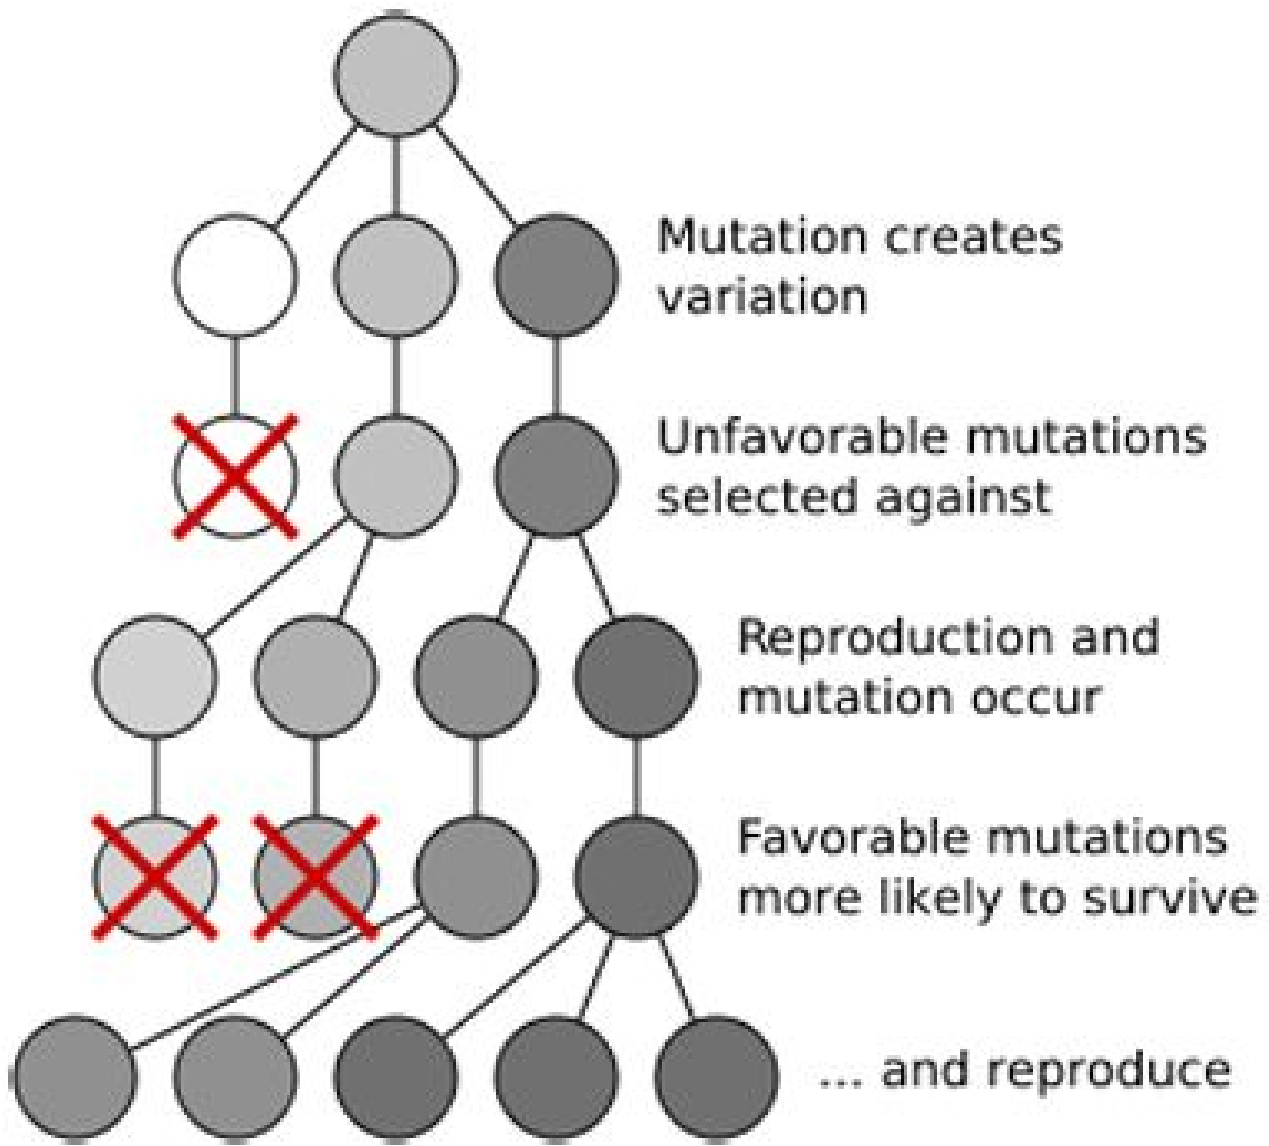 Mutation creates
variation
Unfavorable mutations
selected against
Reproduction and
mutation occur
Favorable mutations
more likely to survive
... and reproduce